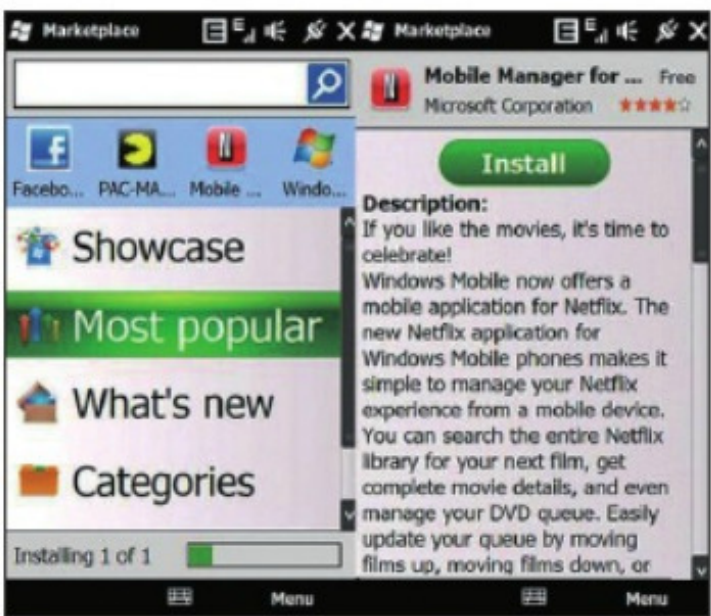 Marketplace
Facebo... PAC-MA... Mobile ... Windo...
Showcase
Most popular
What's new
Categories
Installing 1 of 1
Menu
Marketplace
Mobile Manager for ... Free
Microsoft Corporation
Install
Description:
If you like the movies, it's time to
celebrate!
Windows Mobile now offers a
mobile application for Netflix. The
new Netflix application for
Windows Mobile phones makes it
simple to manage your Netflix
experience from a mobile device.
You can search the entire Netflix
library for your next film, get
complete movie details, and even
manage your DVD queue. Easily
update your queue by moving
films up, moving films down, or
Menu